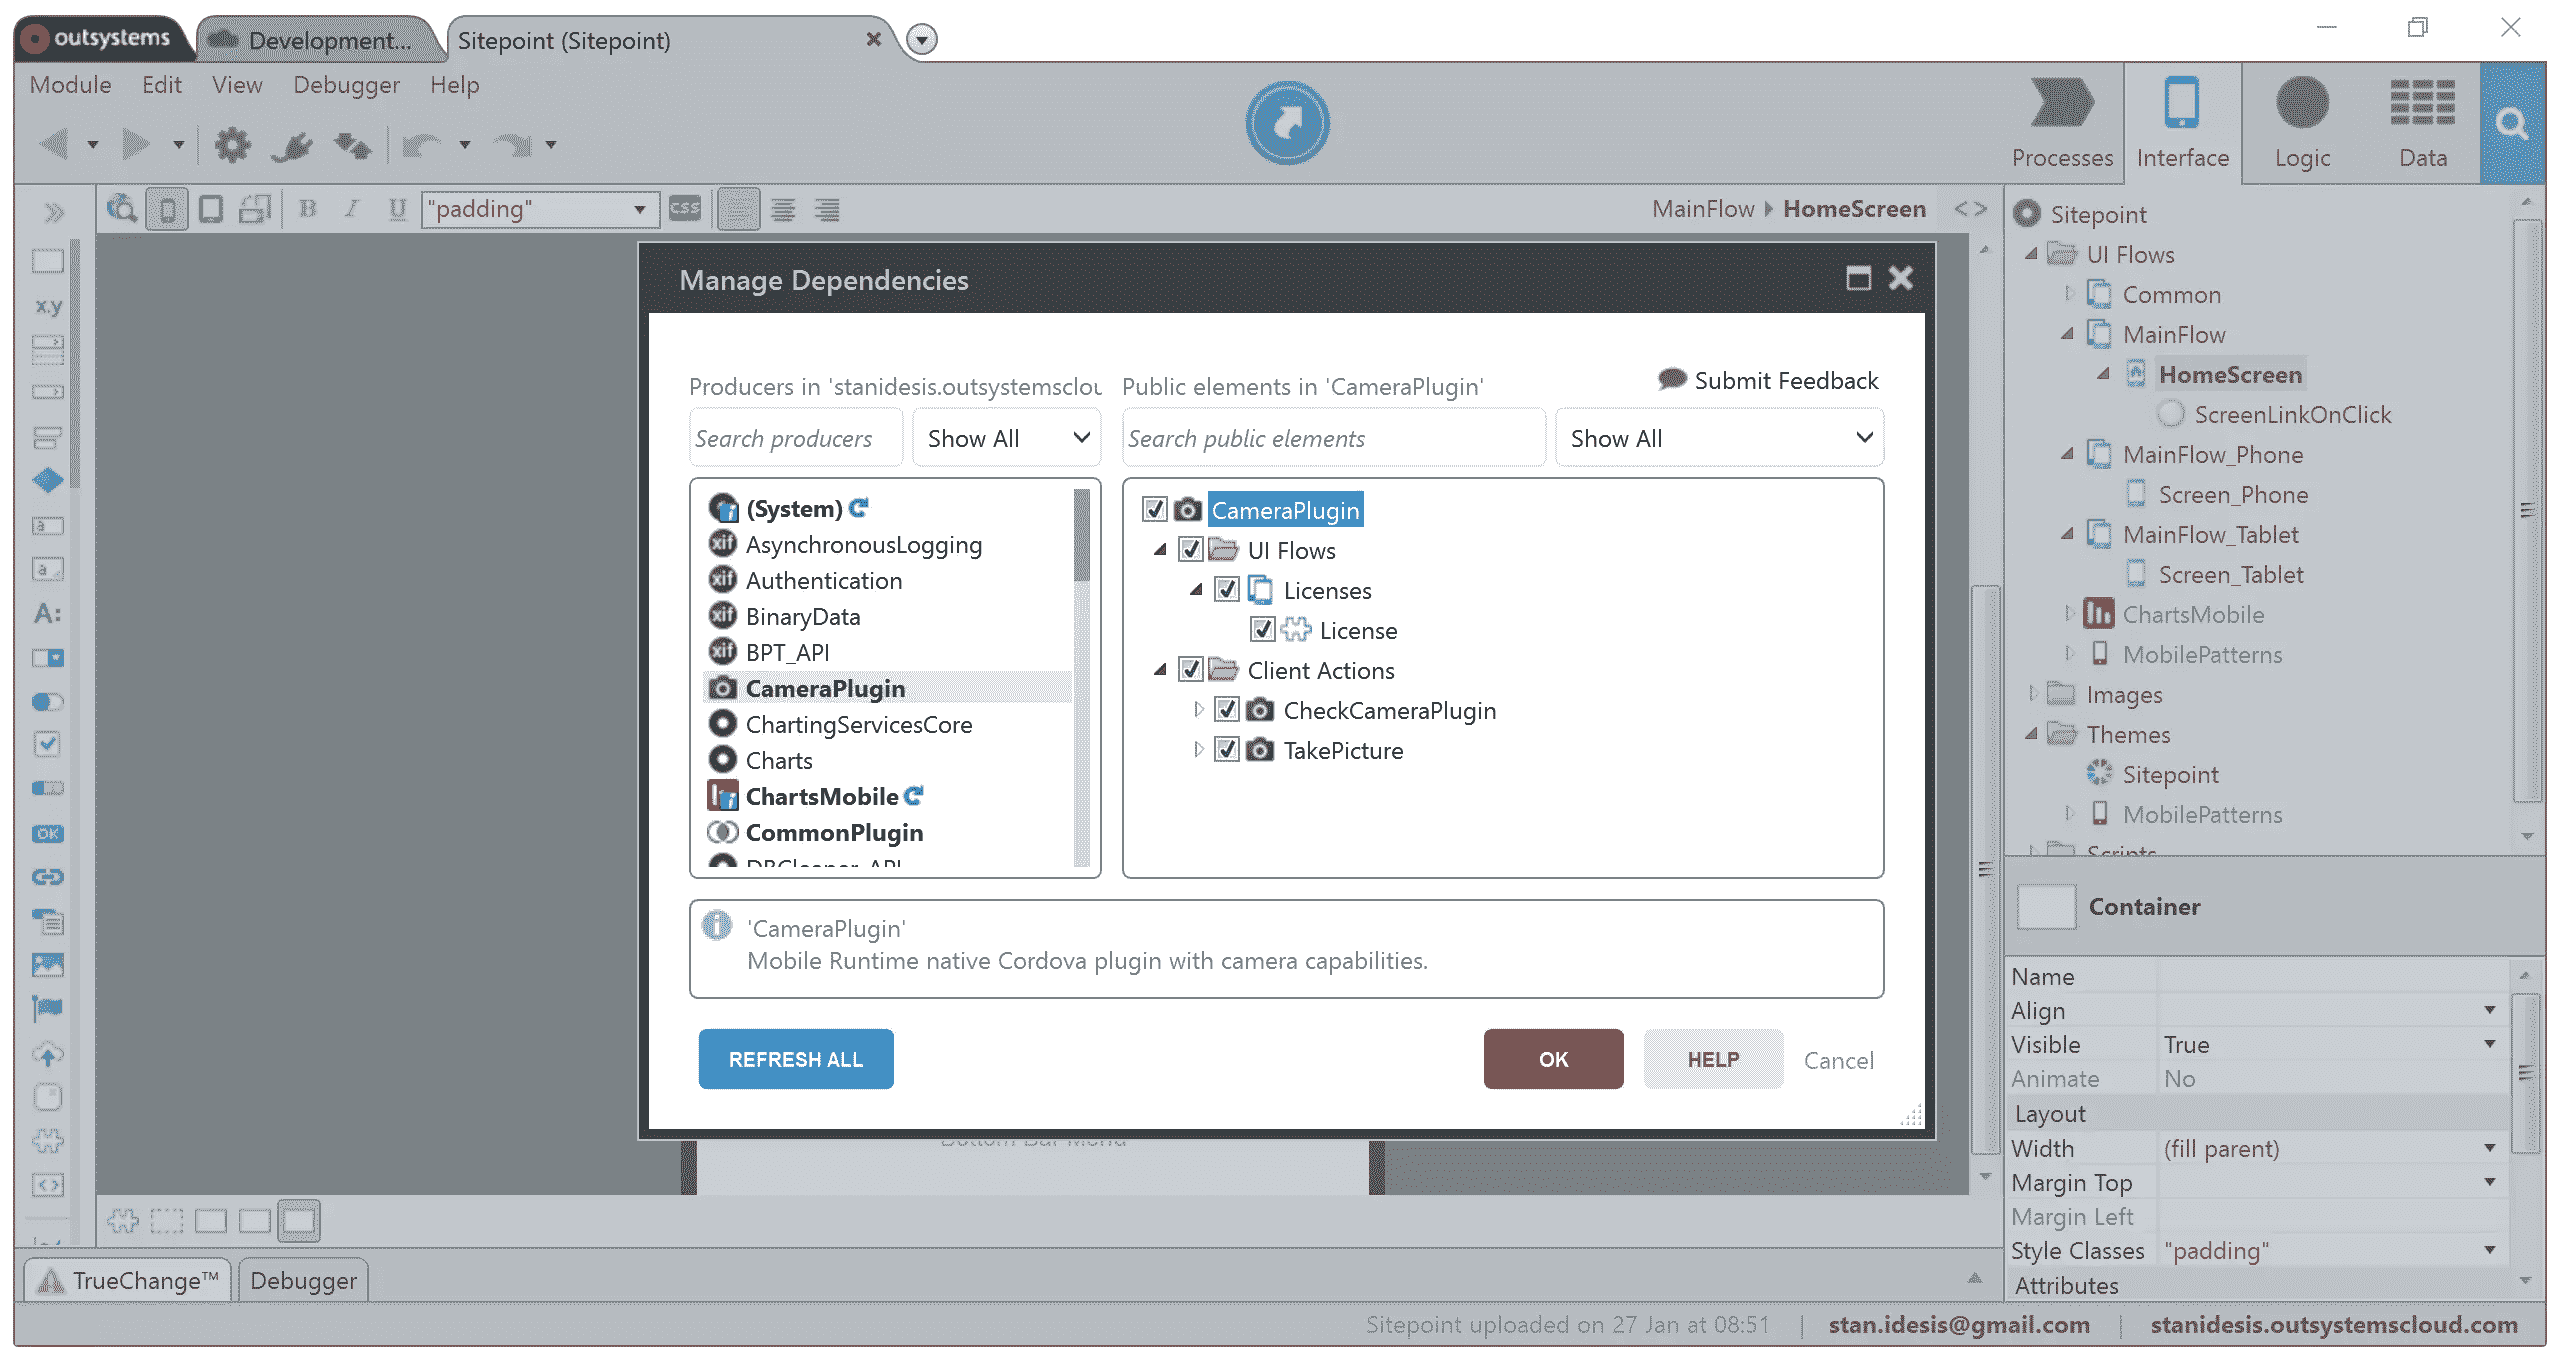 outsystems
Development...
Sitepoint (Sitepoint)
Module Edit View Debugger Help
Processes Interface Logic Data
"padding"
CSS
MainFlow HomeScreen
B I U
x.y
A:
OK
Manage Dependencies
Producers in 'stanidesis.outsystemsclou
Public elements in 'CameraPlugin'
Submit Feedback
Search producers
Show All
Search public elements
Show All
(System)
AsynchronousLogging
Authentication
BinaryData
BPT_API
CameraPlugin
ChartingServicesCore
Charts
ChartsMobile
CommonPlugin
DBCleaner_API
CameraPlugin
UI Flows
Licenses
License
Client Actions
CheckCameraPlugin
TakePicture
'CameraPlugin'
Mobile Runtime native Cordova plugin with camera capabilities.
REFRESH ALL
OK
HELP
Cancel
Bottom Bar Menu
Sitepoint
UI Flows
Common
MainFlow
HomeScreen
ScreenLinkOnClick
MainFlow_Phone
Screen_Phone
MainFlow_Tablet
Screen_Tablet
ChartsMobile
MobilePatterns
Images
Themes
Sitepoint
MobilePatterns
Scripts
Container
Name
Align
Visible True
Animate No
Layout
Width (fill parent)
Margin Top
Margin Left
Style Classes "padding"
Attributes
TrueChange™
Debugger
Sitepoint uploaded on 27 Jan at 08:51 | stan.idesis@gmail.com | stanidesis.outsystemscloud.com